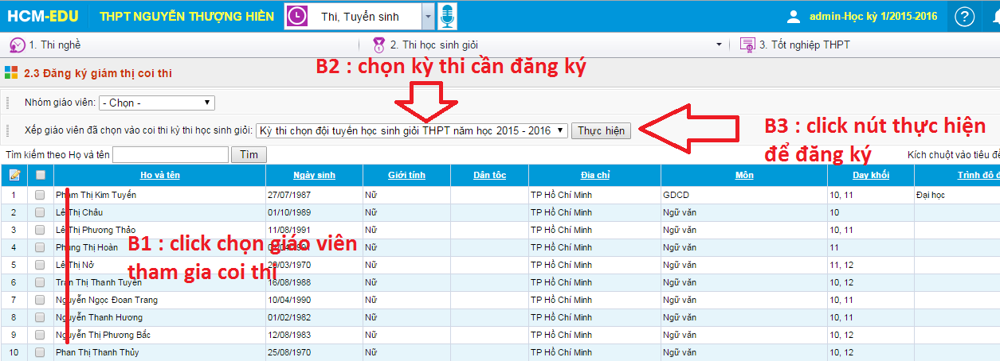 HCM-EDU THPT NGUYỄN THƯỢNG HIỀN Thi, Tuyển sinh admin-Học kỳ 1/2015-2016 ?
1. Thi nghề 2. Thi học sinh giỏi 3. Tốt nghiệp THPT
B2 : chọn kỳ thi cần đăng ký
2.3 Đăng ký giám thị coi thi
Nhóm giáo viên: - Chọn -
Xếp giáo viên đã chọn vào coi thi kỳ thi học sinh giỏi: Kỳ thi chọn đội tuyển học sinh giỏi THPT năm học 2015 - 2016 Thực hiện
B3 : click nút thực hiện
để đăng ký
Tìm kiếm theo Họ và tên Tìm Kích chuột vào tiêu đề
Họ và tên Ngày sinh Giới tính Dân tộc Địa chỉ Môn Dạy khối Trình độ đ
1 Phạm Thị Kim Tuyến 27/07/1987 Nữ TP Hồ Chí Minh GDCD 10, 11 Đại học
2 Lê Thị Châu 01/10/1989 Nữ TP Hồ Chí Minh Ngữ văn 10
3 Lê Thị Phương Thảo 11/08/1991 Nữ TP Hồ Chí Minh Ngữ văn 10, 11
4 Phùng Thị Hoàn Nữ TP Hồ Chí Minh Ngữ văn 11
B1 : click chọn giáo viên
tham gia coi thi
5 Lê Thị Nở 20/03/1970 Nữ TP Hồ Chí Minh Ngữ văn 11, 12
6 Trần Thị Thanh Tuyền 16/08/1988 Nữ TP Hồ Chí Minh Ngữ văn 10, 12
7 Nguyễn Ngọc Đoan Trang 10/04/1990 Nữ TP Hồ Chí Minh Ngữ văn 10, 11
8 Nguyễn Thanh Hương 01/02/1982 Nữ TP Hồ Chí Minh Ngữ văn 10, 11
9 Nguyễn Thị Phương Bắc 12/08/1983 Nữ TP Hồ Chí Minh Ngữ văn 10, 12
10 Phan Thị Thanh Thủy 25/08/1970 Nữ TP Hồ Chí Minh Ngữ văn 10, 12